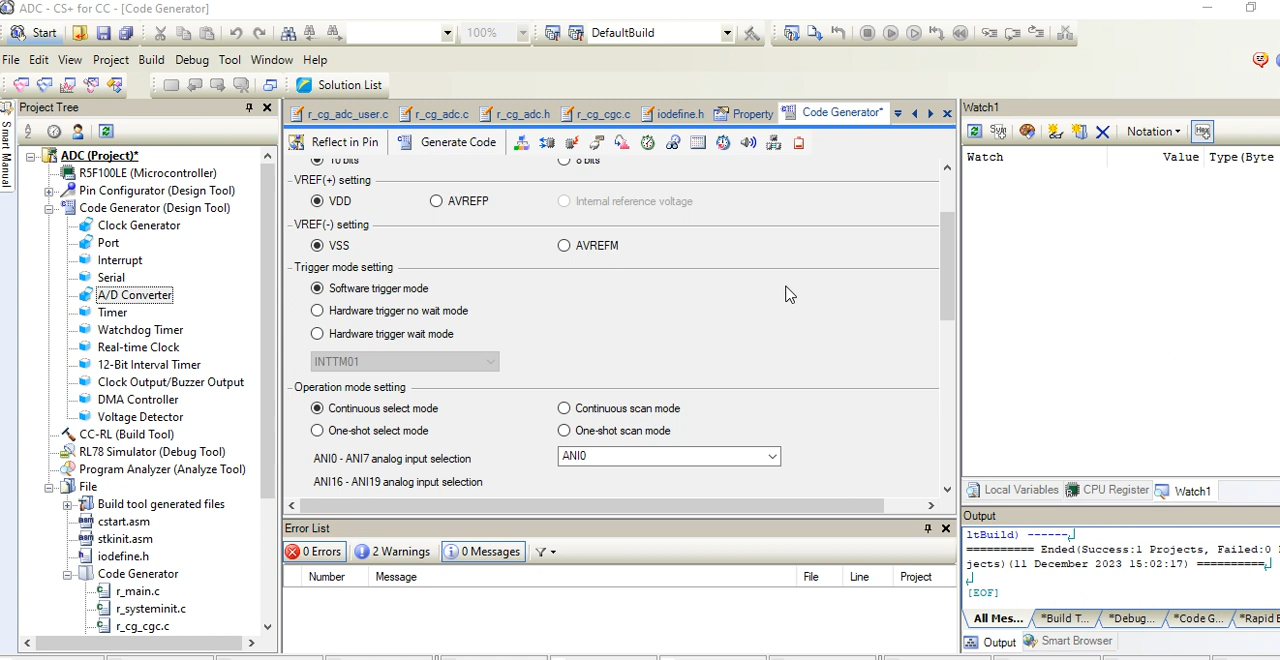 ADC - CS+ for CC - [Code Generator]
Start 100% DefaultBuild
File Edit View Project Build Debug Tool Window Help
Solution List
Smart Manual
Project Tree
ADC (Project)*
R5F100LE (Microcontroller)
Pin Configurator (Design Tool)
Code Generator (Design Tool)
Clock Generator
Port
Interrupt
Serial
A/D Converter
Timer
Watchdog Timer
Real-time Clock
12-Bit Interval Timer
Clock Output/Buzzer Output
DMA Controller
Voltage Detector
CC-RL (Build Tool)
RL78 Simulator (Debug Tool)
Program Analyzer (Analyze Tool)
File
Build tool generated files
cstart.asm
stkinit.asm
iodefine.h
Code Generator
r_main.c
r_systeminit.c
r_cg_cgc.c
r_cg_adc_user.c r_cg_adc.c r_cg_adc.h r_cg_cgc.c iodefine.h Property Code Generator*
Reflect in Pin Generate Code
10 bits 8 bits
VREF(+) setting
VDD AVREFP Internal reference voltage
VREF(-) setting
VSS AVREFM
Trigger mode setting
Software trigger mode
Hardware trigger no wait mode
Hardware trigger wait mode
INTTM01
Operation mode setting
Continuous select mode Continuous scan mode
One-shot select mode One-shot scan mode
ANI0 - ANI7 analog input selection ANI0
ANI16 - ANI19 analog input selection
Error List
0 Errors 2 Warnings 0 Messages
Number Message File Line Project
Watch1
Notation Hex
Watch Value Type(Byte
Local Variables CPU Register Watch1
Output
ltBuild) ------
========== Ended(Success:1 Projects, Failed:0
jects)(11 December 2023 15:02:17) ==========
[EOF]
All Mes... *Build T... *Debug... *Code G... *Rapid B
Output Smart Browser